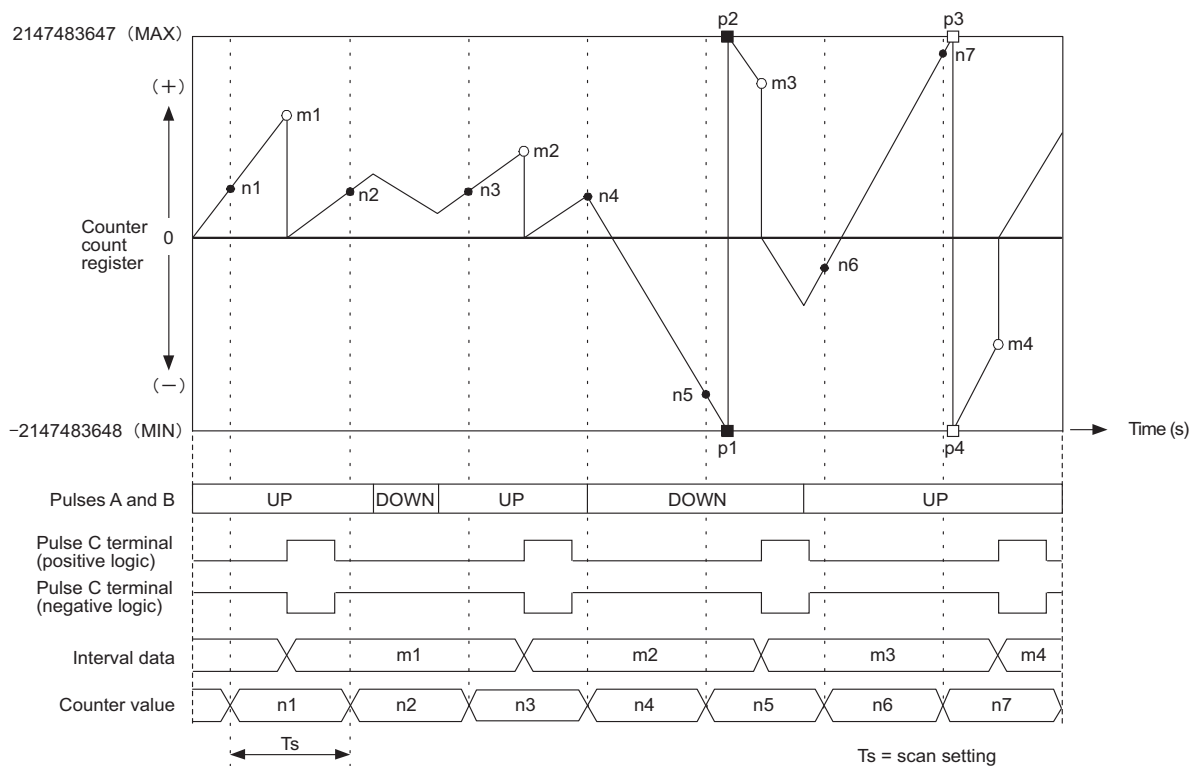 p2
p3
2147483647 (MAX)
n7
(+)
m3
m1
m2
n1
n2
n3
n4
Counter
count
register
0
n6
m4
(−)
n5
−2147483648 (MIN)
Time (s)
p1
p4
Pulses A and B
UP
DOWN
UP
DOWN
UP
Pulse C terminal
(positive logic)
Pulse C terminal
(negative logic)
Interval data
m1
m2
m3
m4
Counter value
n1
n2
n3
n4
n5
n6
n7
Ts
Ts = scan setting